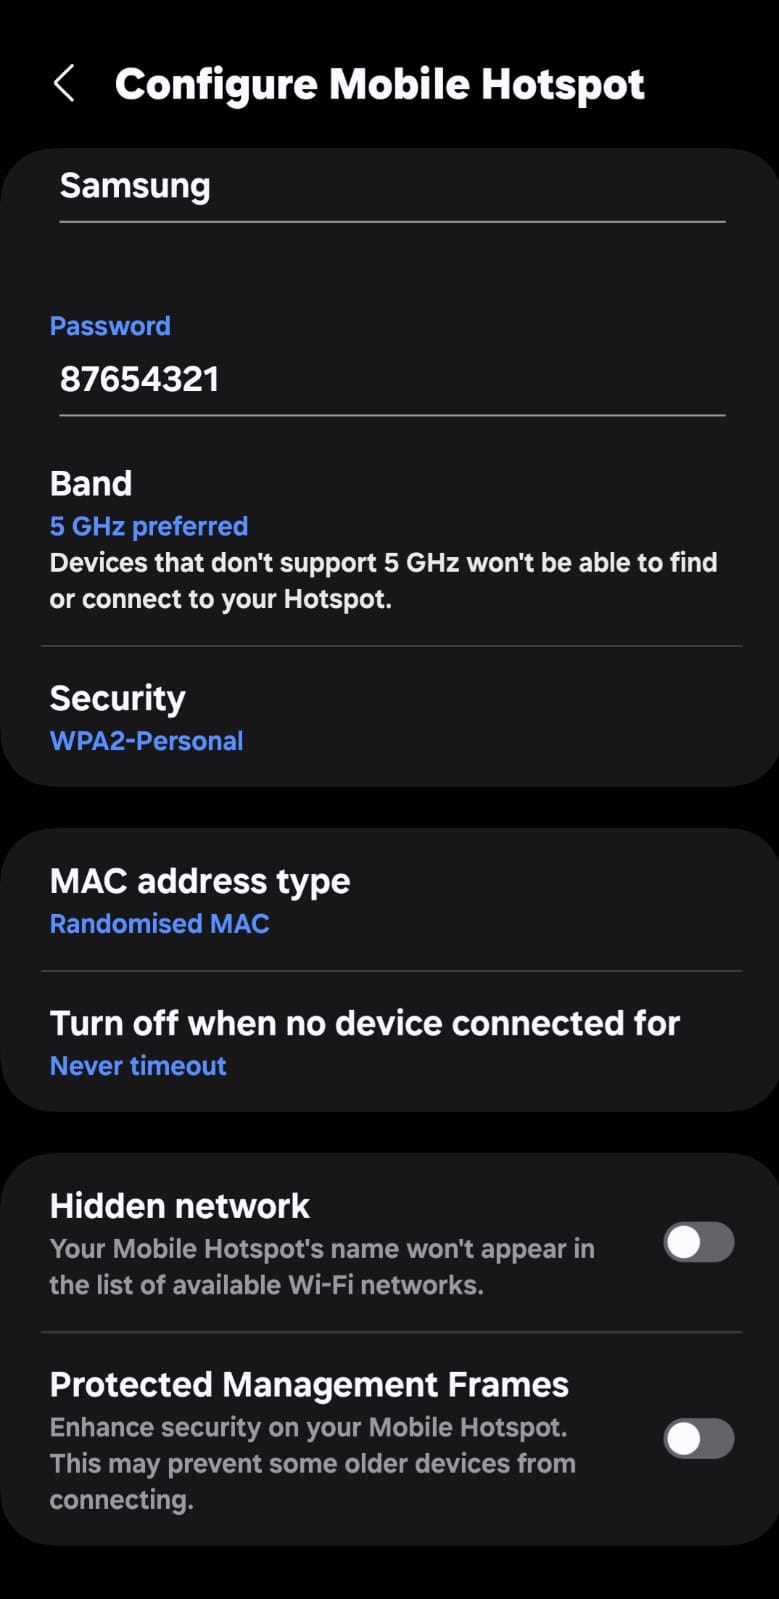 Configure Mobile Hotspot
Samsung
Password
87654321
Band
5 GHz preferred
Devices that don't support 5 GHz won't be able to find
or connect to your Hotspot.
Security
WPA2-Personal
MAC address type
Randomised MAC
Turn off when no device connected for
Never timeout
Hidden network
Your Mobile Hotspot's name won't appear in
the list of available Wi-Fi networks.
Protected Management Frames
Enhance security on your Mobile Hotspot.
This may prevent some older devices from
connecting.